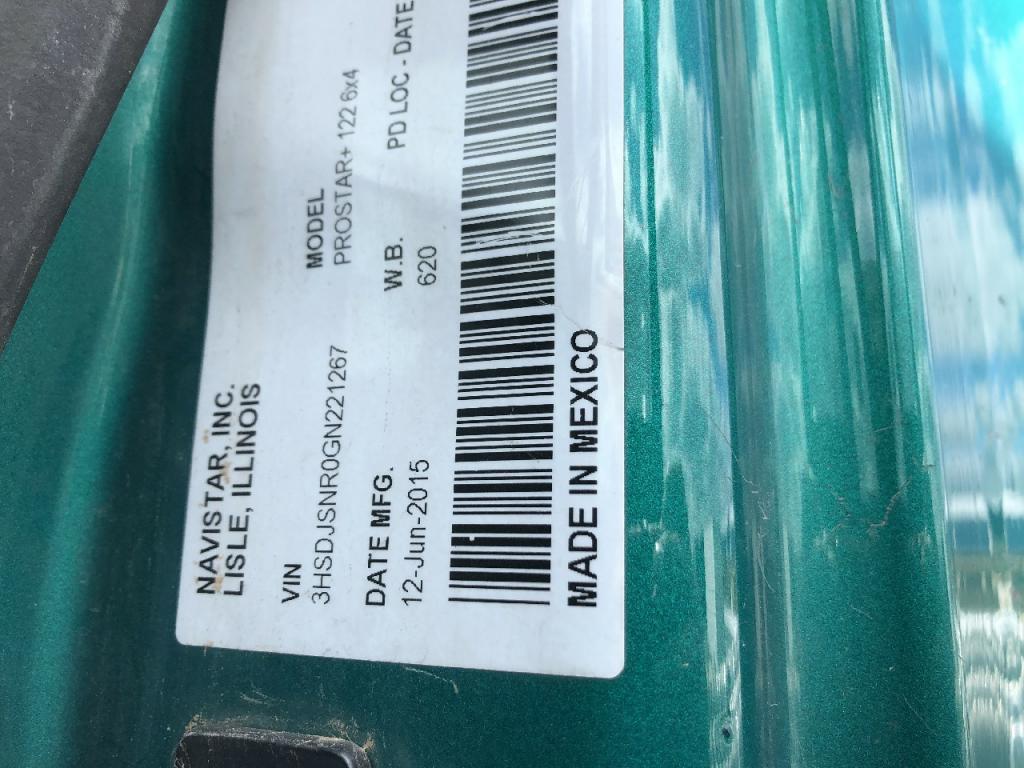 NAVISTAR, INC.
LISLE, ILLINOIS
VIN
3HSDJSNR0GN221267
MODEL
PROSTAR+ 122 6x4
DATE MFG.
12-Jun-2015
W.B.
620
PD LOC - DATE
MADE IN MEXICO